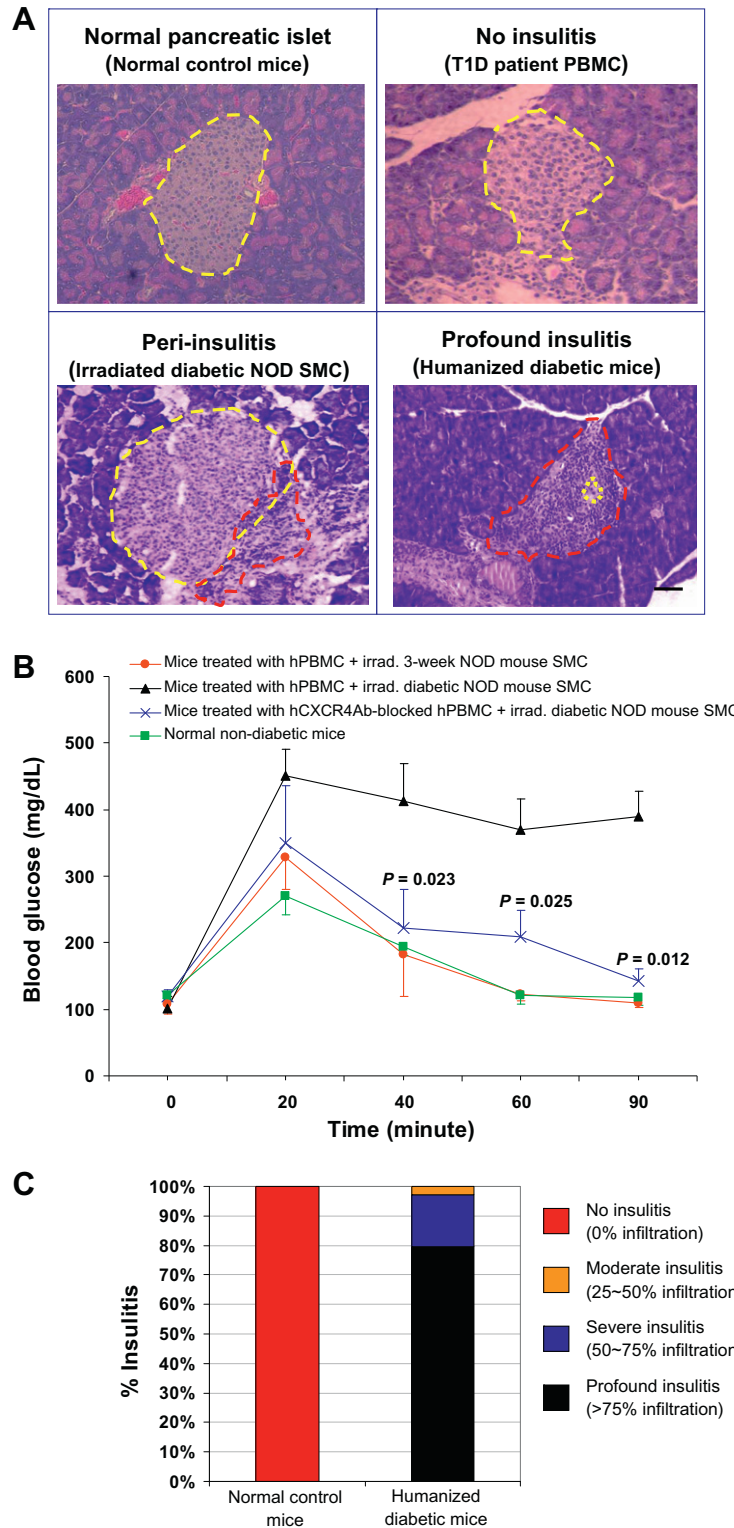 A
Normal pancreatic islet
(Normal control mice)
No insulitis
(T1D patient PBMC)
Peri-insulitis
(Irradiated diabetic NOD SMC)
Profound insulitis
(Humanized diabetic mice)
B
Mice treated with hPBMC + irrad. 3-week NOD mouse SMC
Mice treated with hPBMC + irrad. diabetic NOD mouse SMC
Mice treated with hCXCR4Ab-blocked hPBMC + irrad. diabetic NOD mouse SMC
Normal non-diabetic mice
Blood glucose (mg/dL)
600
500
400
300
200
100
0
P = 0.023
P = 0.025
P = 0.012
0 20 40 60 90
Time (minute)
C
% Insulitis
100%
90%
80%
70%
60%
50%
40%
30%
20%
10%
0%
Normal control
mice
Humanized
diabetic mice
No insulitis
(0% infiltration)
Moderate insulitis
(25~50% infiltration
Severe insulitis
(50~75% infiltration
Profound insulitis
(>75% infiltration)